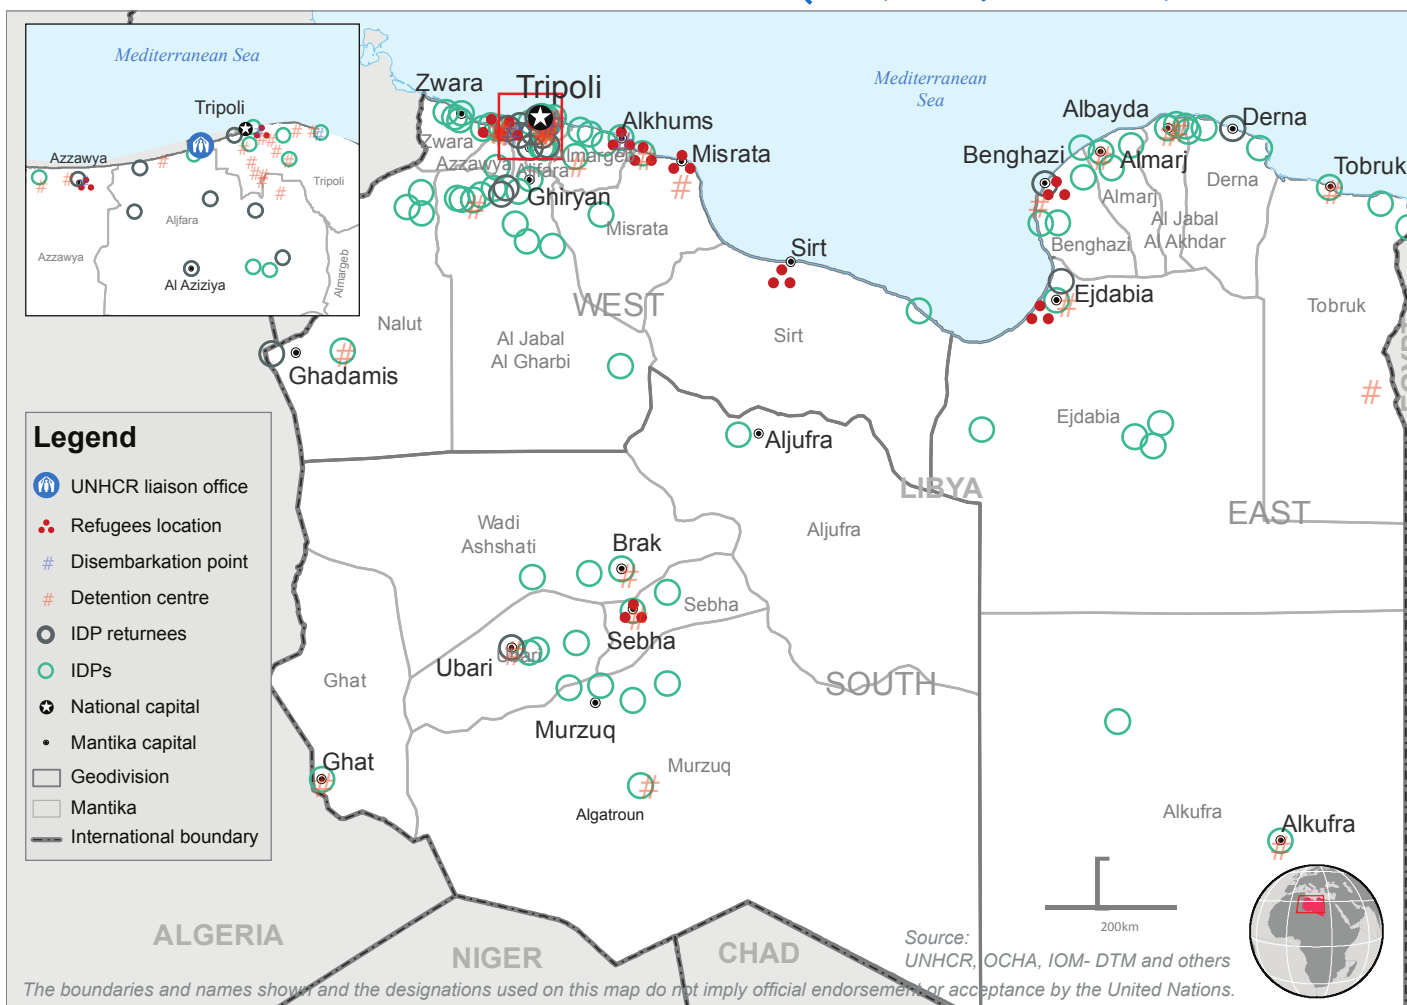 Mediterranean Sea
Tripoli
Azzawya
Tripoli
Aljfara
Azzawya
Almargeb
Al Aziziya
Mediterranean
Sea
Zwara
Tripoli
Alkhums
Misrata
Zwara
Azzawya
Almargeb
Aljfara
Ghiryan
Misrata
Albayda
Derna
Benghazi
Almarj
Tobruk
Derna
Almarj
Al Jabal
Al Akhdar
Benghazi
Sirt
Ejdabia
WEST
Nalut
Al Jabal
Al Gharbi
Sirt
Tobruk
Ghadamis
Ejdabia
Aljufra
LIBYA
EAST
Legend
UNHCR liaison office
Refugees location
Disembarkation point
Detention centre
IDP returnees
IDPs
National capital
Mantika capital
Geodivision
Mantika
International boundary
Wadi
Ashshati
Brak
Aljufra
Sebha
Sebha
Ubari
Ubari
Ghat
SOUTH
Murzuq
Ghat
Murzuq
Algatroun
Alkufra
Alkufra
200km
ALGERIA
NIGER
CHAD
Source:
UNHCR, OCHA, IOM- DTM and others
The boundaries and names shown and the designations used on this map do not imply official endorsement or acceptance by the United Nations.